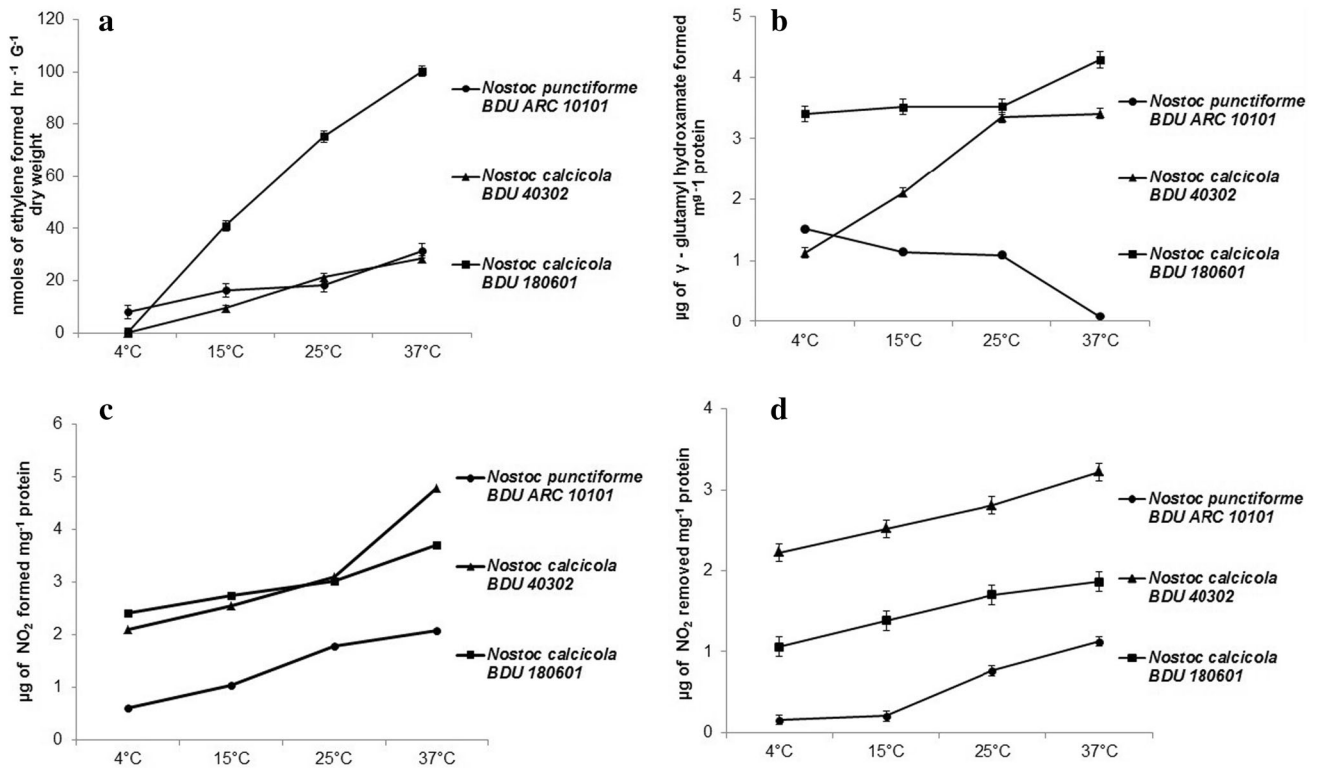 a
nmoles of ethylene formed hr -1 G-1
dry weight
120
100
80
60
40
20
0
4°C 15°C 25°C 37°C
Nostoc punctiforme
BDU ARC 10101
Nostoc calcicola
BDU 40302
Nostoc calcicola
BDU 180601
b
µg of γ - glutamyl hydroxamate formed
mg-1 protein
5
4
3
2
1
0
4°C 15°C 25°C 37°C
Nostoc punctiforme
BDU ARC 10101
Nostoc calcicola
BDU 40302
Nostoc calcicola
BDU 180601
c
µg of NO2 formed mg-1 protein
6
5
4
3
2
1
0
4°C 15°C 25°C 37°C
Nostoc punctiforme
BDU ARC 10101
Nostoc calcicola
BDU 40302
Nostoc calcicola
BDU 180601
d
µg of NO2 removed mg-1 protein
4
3
2
1
0
4°C 15°C 25°C 37°C
Nostoc punctiforme
BDU ARC 10101
Nostoc calcicola
BDU 40302
Nostoc calcicola
BDU 180601